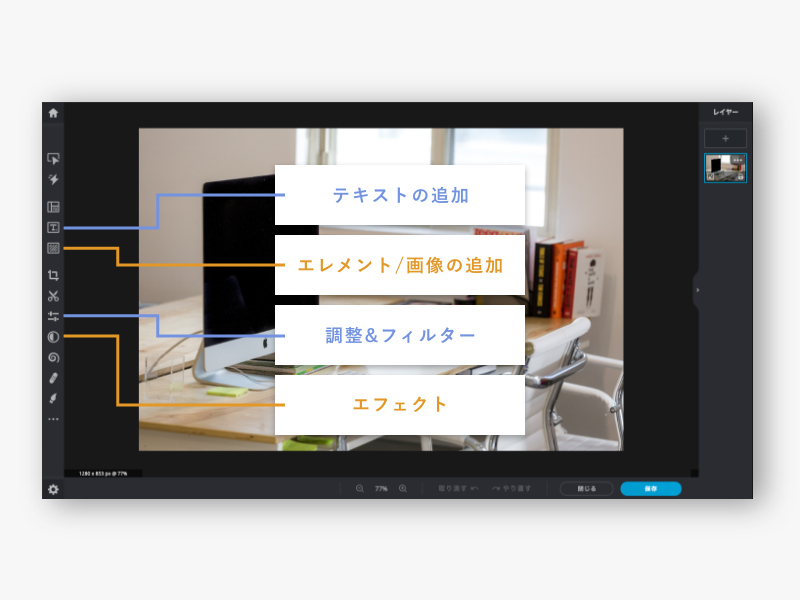 レイヤー
テキストの追加
エレメント/画像の追加
調整&フィルター
エフェクト
1280 x 853 px @ 77%
77%
取り消す
やり直す
閉じる
保存